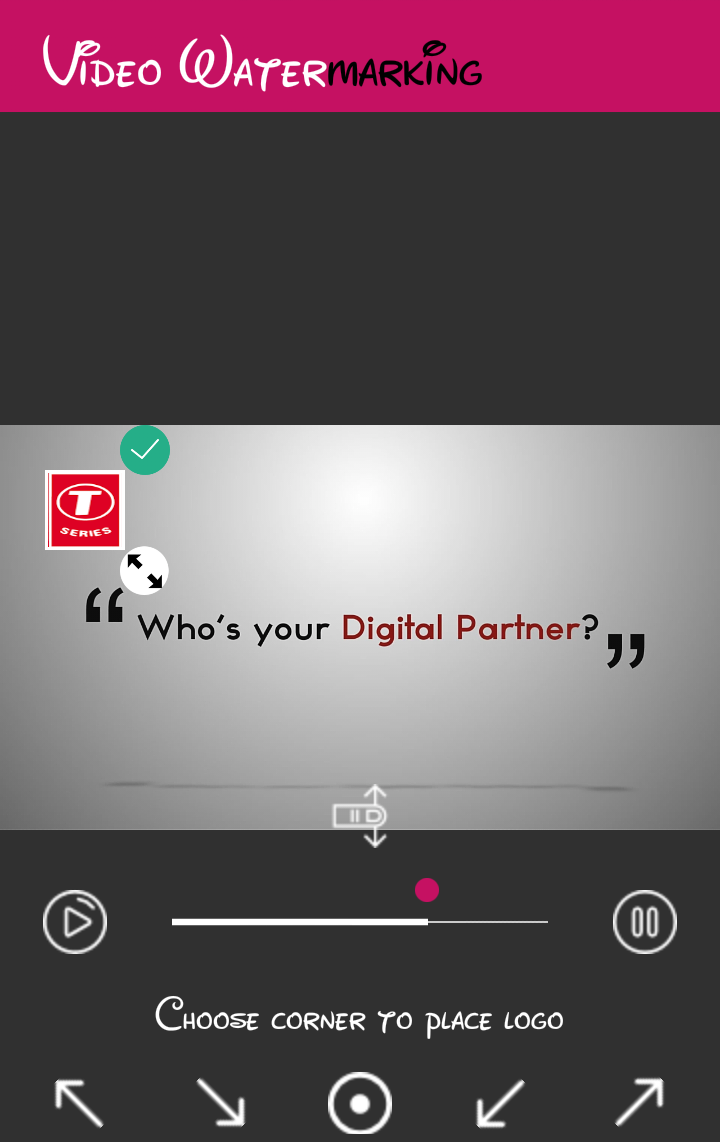 Video Watermarking
T
SERIES
“ Who’s your Digital Partner? ”
Choose corner to place logo